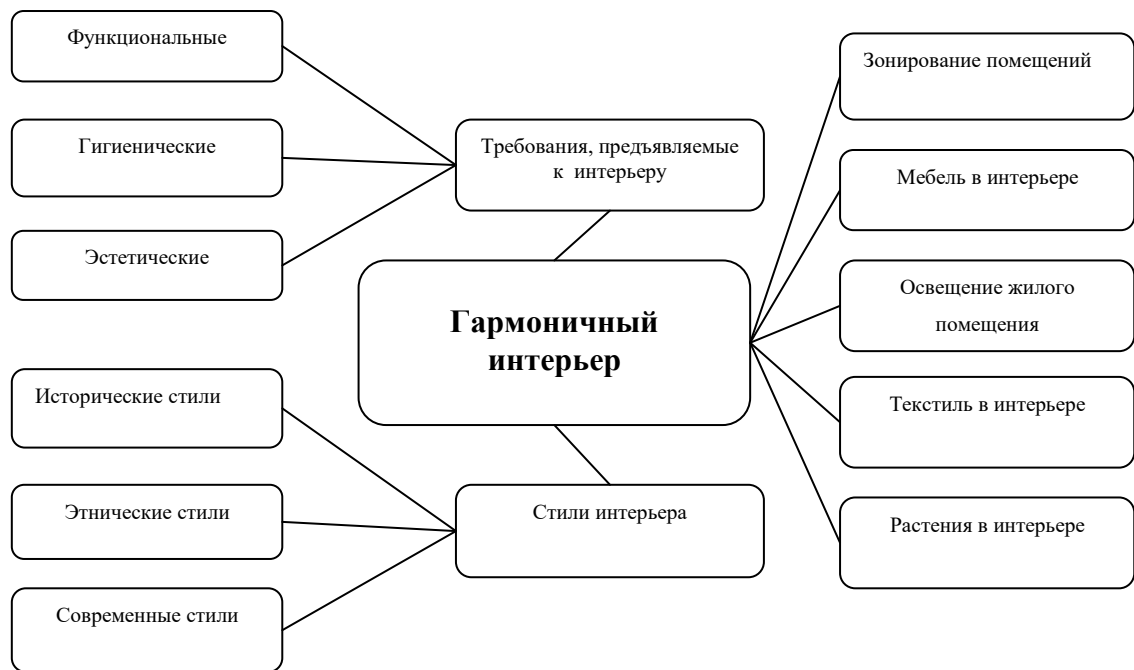 Функциональные
Гигиенические
Эстетические
Требования, предъявляемые
к интерьеру
Гармоничный
интерьер
Исторические стили
Этнические стили
Современные стили
Стили интерьера
Зонирование помещений
Мебель в интерьере
Освещение жилого
помещения
Текстиль в интерьере
Растения в интерьере